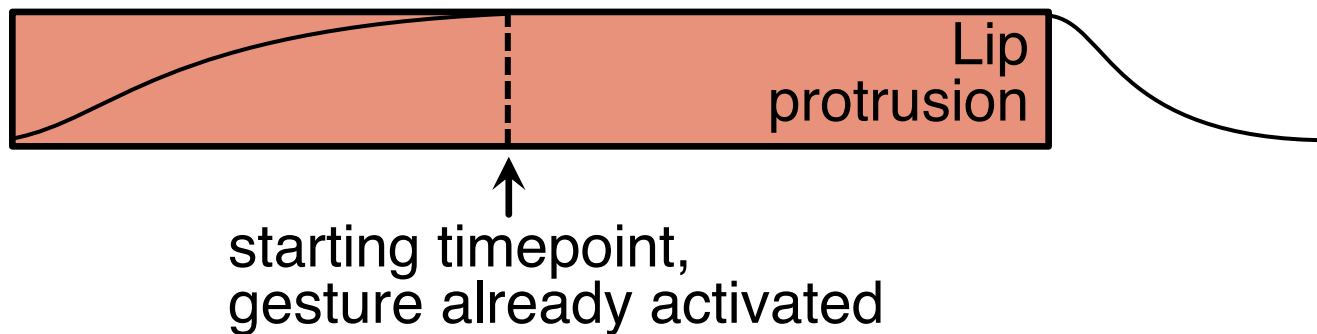 Lip
protrusion
starting timepoint,
gesture already activated